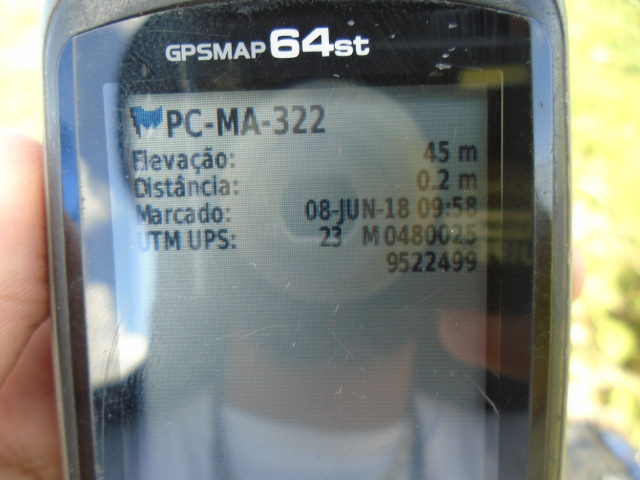 GPSMAP 64st
PC-MA-322
Elevação: 45 m
Distância: 0.2 m
Marcado: 08-JUN-18 09:58
UTM UPS: 23 M 0480025
9522499